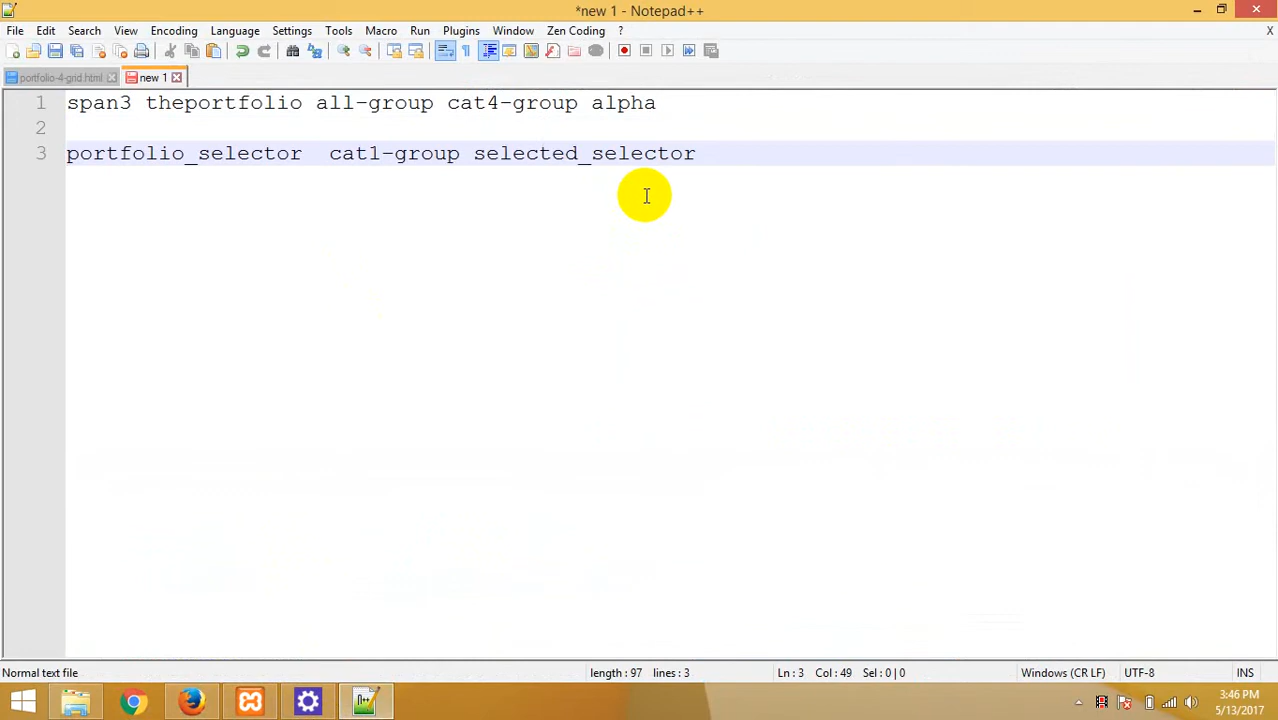 *new 1 - Notepad++
File Edit Search View Encoding Language Settings Tools Macro Run Plugins Window Zen Coding ? X
portfolio-4-grid.html new 1
1 span3 theportfolio all-group cat4-group alpha
2
3 portfolio_selector  cat1-group selected_selector
Normal text file length : 97 lines : 3 Ln : 3 Col : 49 Sel : 0 | 0 Windows (CR LF) UTF-8 INS
3:46 PM
5/13/2017